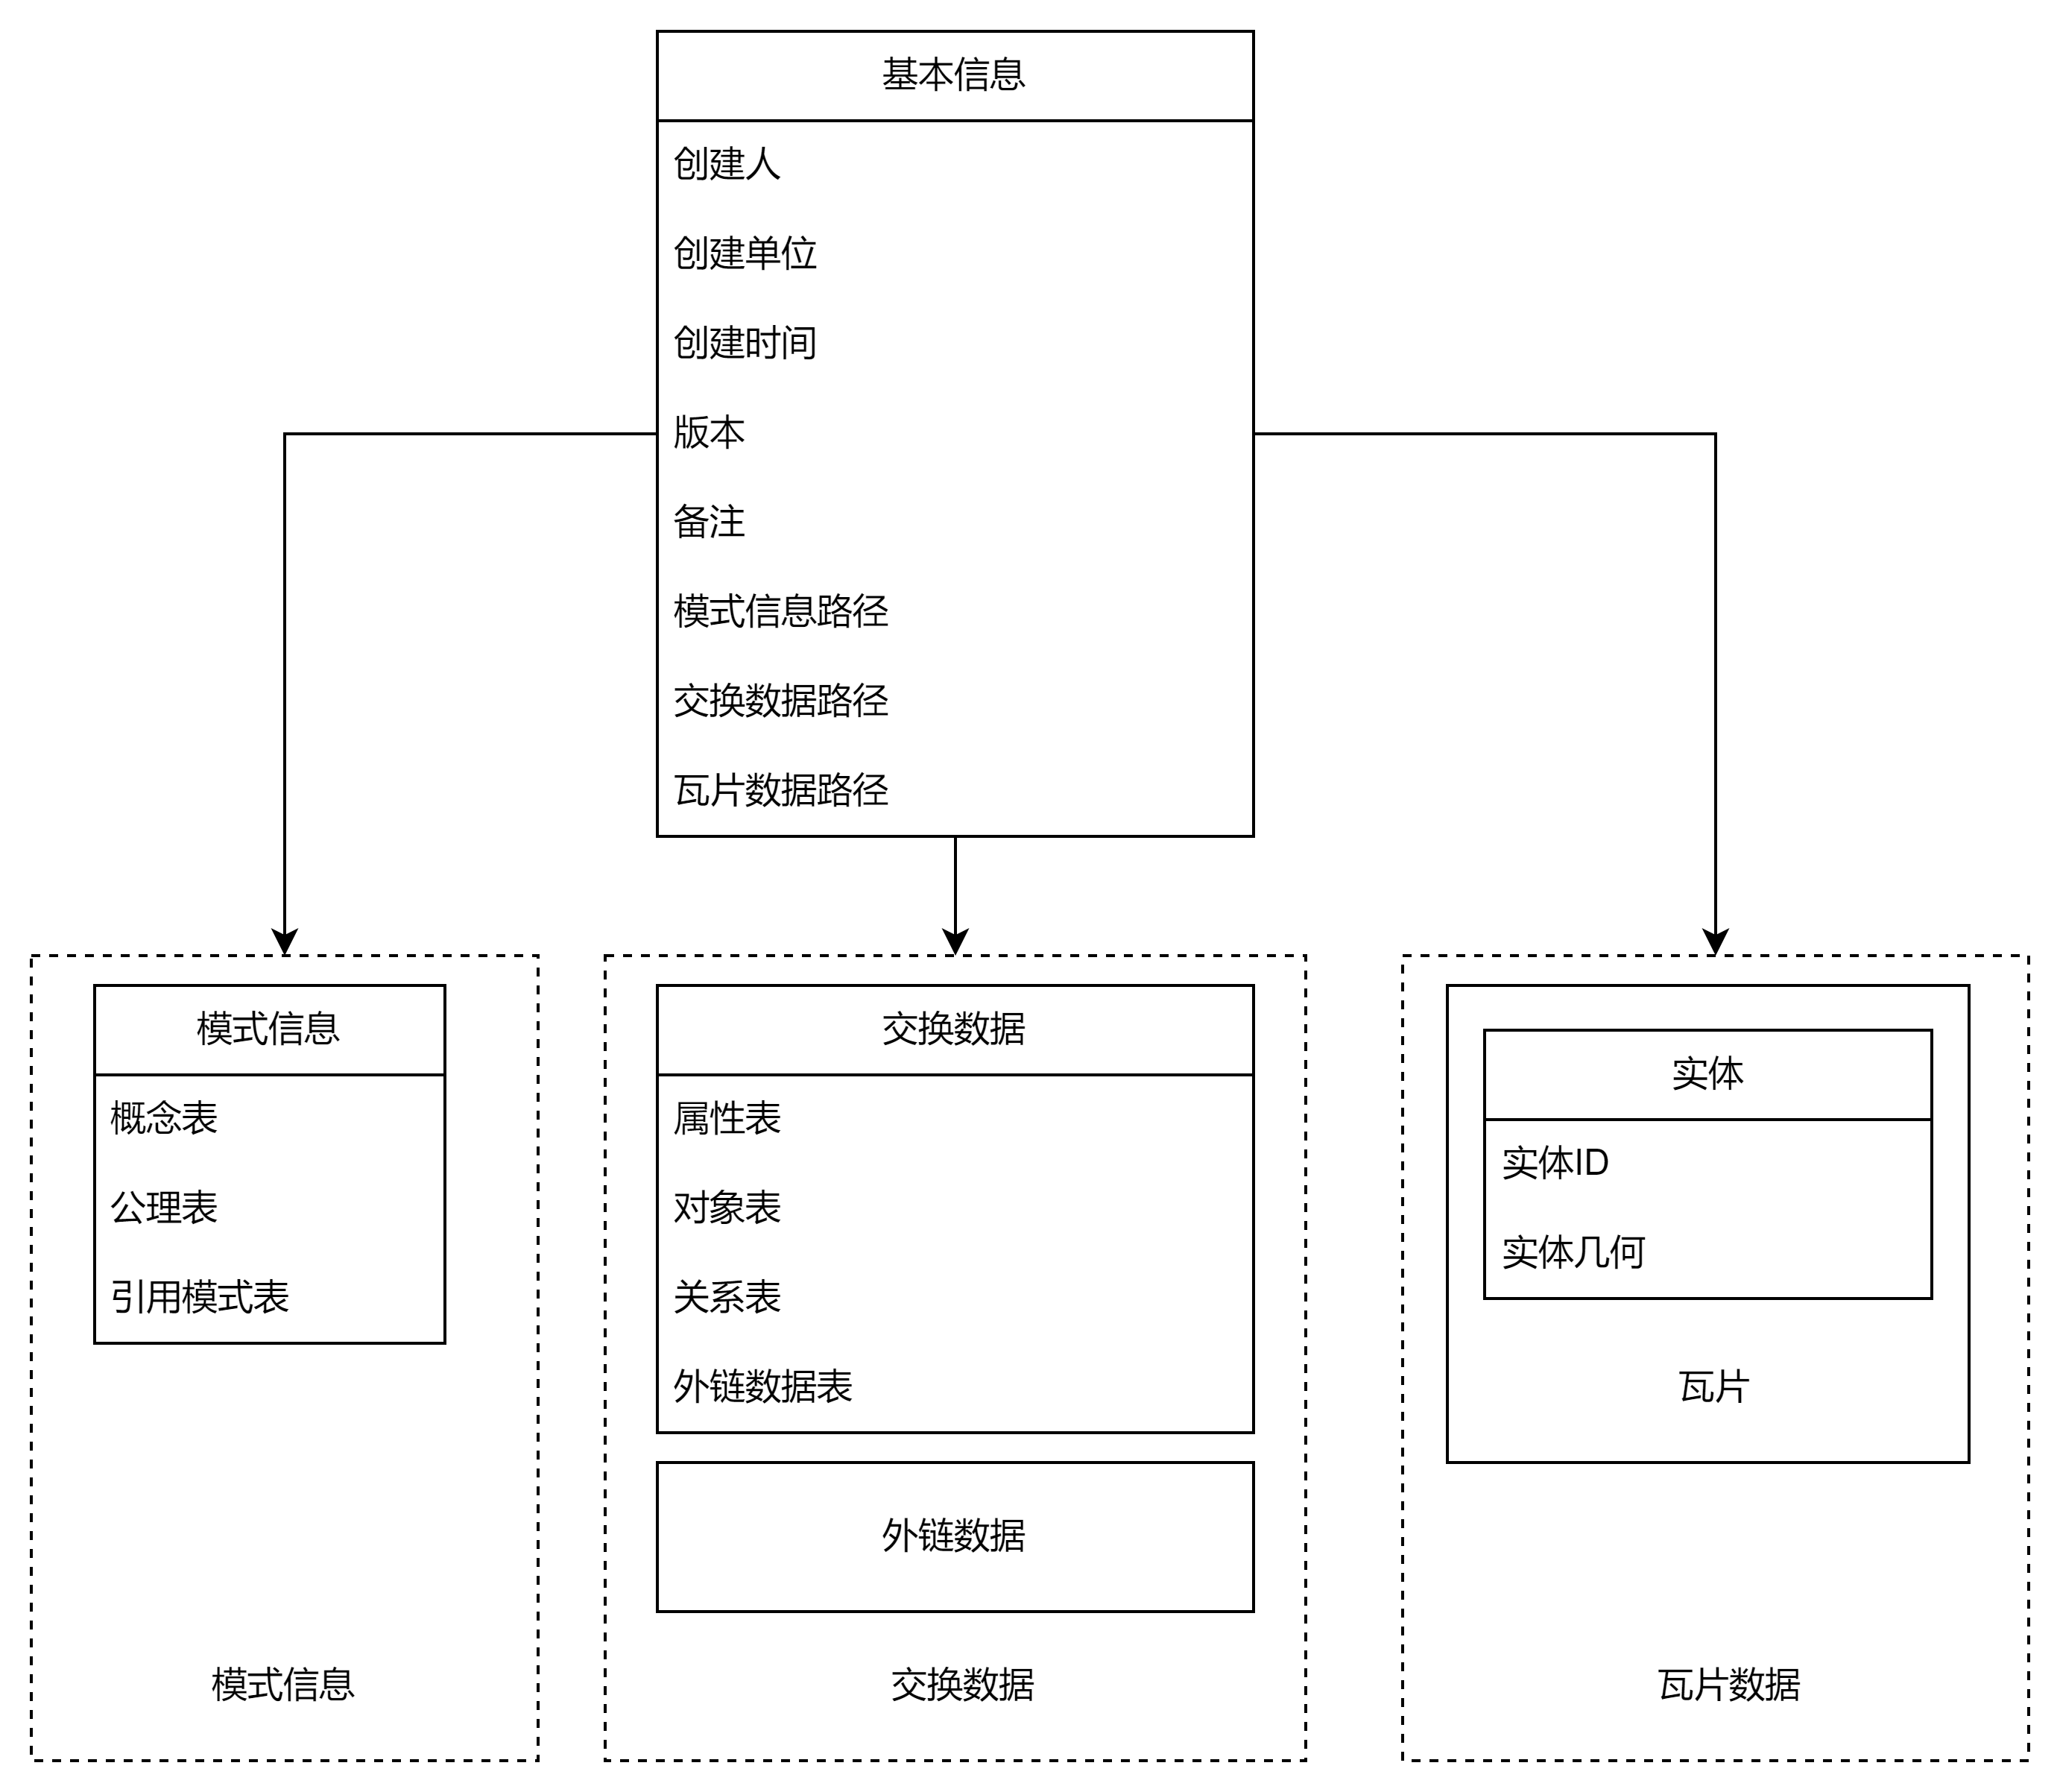 基本信息
创建人
创建单位
创建时间
版本
备注
模式信息路径
交换数据路径
瓦片数据路径
模式信息
概念表
公理表
引用模式表
模式信息
交换数据
属性表
对象表
关系表
外链数据表
外链数据
交换数据
实体
实体ID
实体几何
瓦片
瓦片数据